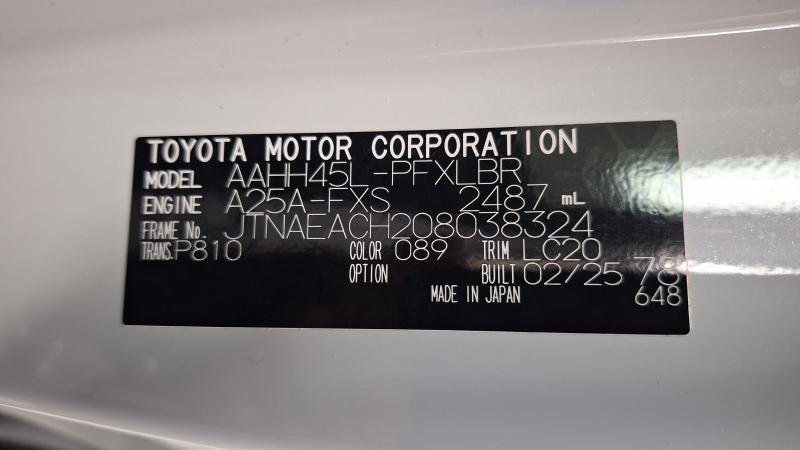 TOYOTA MOTOR CORPORATION
MODEL AAHH45L-PFXLBR
ENGINE A25A-FXS 2487 mL
FRAME No. JTNAEACH208038324
TRANS. P810 COLOR 089 TRIM LC20
OPTION BUILT 02/25 78
MADE IN JAPAN 648